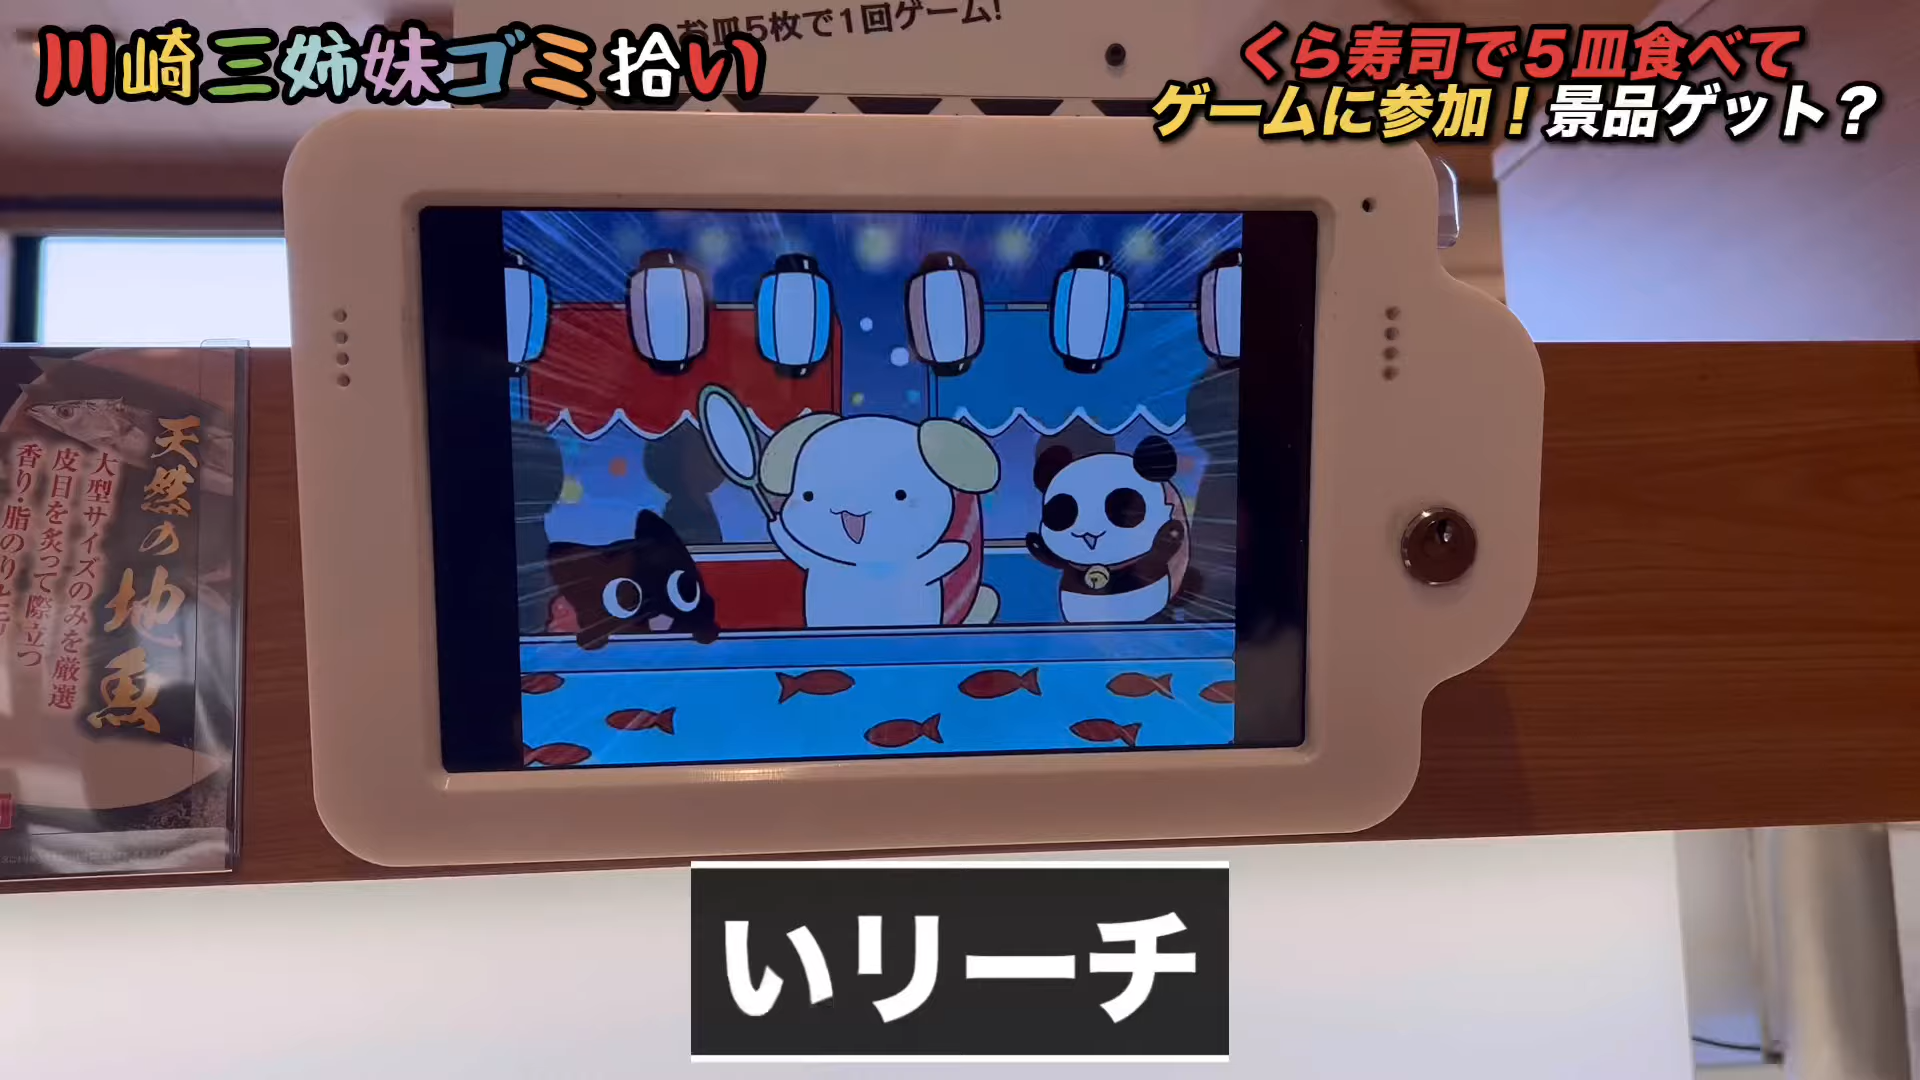 お皿5枚で1回ゲーム!
川崎三姉妹ゴミ拾い
くら寿司で5皿食べて
ゲームに参加!景品ゲット?
天然の地魚
大型サイズのみを厳選
皮目を炙って際立つ
香り・脂のり
いリーチ